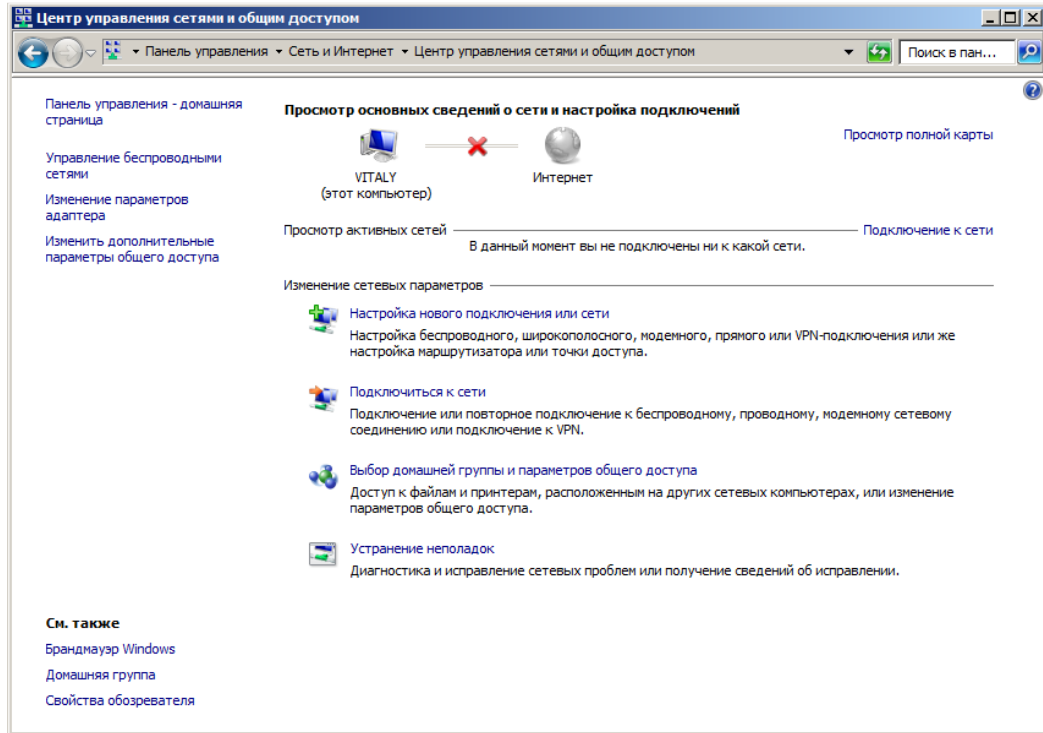 Центр управления сетями и общим доступом
Панель управления
Сеть и Интернет
Центр управления сетями и общим доступом
Поиск в пан...
Панель управления - домашняя
страница
Управление беспроводными
сетями
Изменение параметров
адаптера
Изменить дополнительные
параметры общего доступа
Просмотр основных сведений о сети и настройка подключений
Просмотр полной карты
VITALY
(этот компьютер)
Интернет
Просмотр активных сетей
Подключение к сети
В данный момент вы не подключены ни к какой сети.
Изменение сетевых параметров
Настройка нового подключения или сети
Настройка беспроводного, широкополосного, модемного, прямого или VPN-подключения или же
настройка маршрутизатора или точки доступа.
Подключиться к сети
Подключение или повторное подключение к беспроводному, проводному, модемному сетевому
соединению или подключение к VPN.
Выбор домашней группы и параметров общего доступа
Доступ к файлам и принтерам, расположенным на других сетевых компьютерах, или изменение
параметров общего доступа.
Устранение неполадок
Диагностика и исправление сетевых проблем или получение сведений об исправлении.
См. также
Брандмауэр Windows
Домашняя группа
Свойства обозревателя